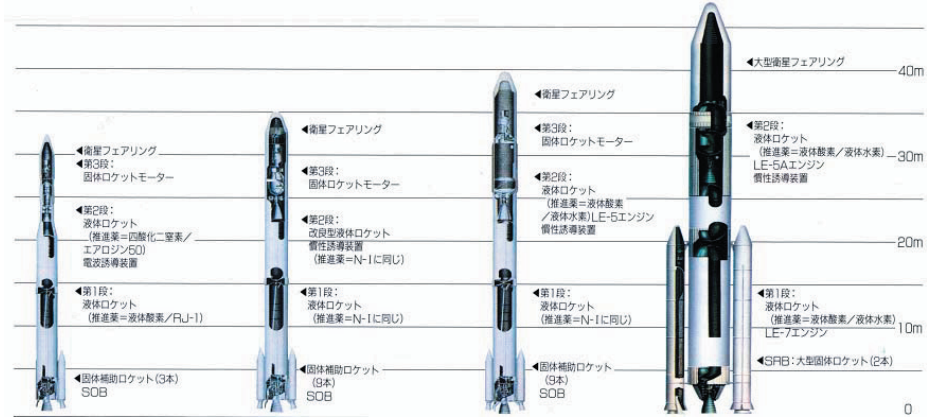 ◀衛星フェアリング
◀第3段：
固体ロケットモーター
◀第2段：
液体ロケット
（推進薬＝四酸化二窒素／
エアロジン50）
電波誘導装置
◀第1段：
液体ロケット
（推進薬＝液体酸素／RJ-1）
◀固体補助ロケット（3本）
SOB
◀衛星フェアリング
◀第3段：
固体ロケットモーター
◀第2段：
改良型液体ロケット
慣性誘導装置
（推進薬＝N-Iに同じ）
◀第1段：
液体ロケット
（推進薬＝N-Iに同じ）
◀固体補助ロケット
（9本）
SOB
◀衛星フェアリング
◀第3段：
固体ロケットモーター
◀第2段：
液体ロケット
（推進薬＝液体酸素
／液体水素）LE-5エンジン
慣性誘導装置
◀第1段：
液体ロケット
（推進薬＝N-Iに同じ）
◀固体補助ロケット
（9本）
SOB
◀大型衛星フェアリング
◀第2段：
液体ロケット
（推進薬＝液体酸素／液体水素）
LE-5Aエンジン
慣性誘導装置
◀第1段：
液体ロケット
（推進薬＝液体酸素／液体水素）
LE-7エンジン
◀SRB：大型固体ロケット（2本）
40m
30m
20m
10m
0